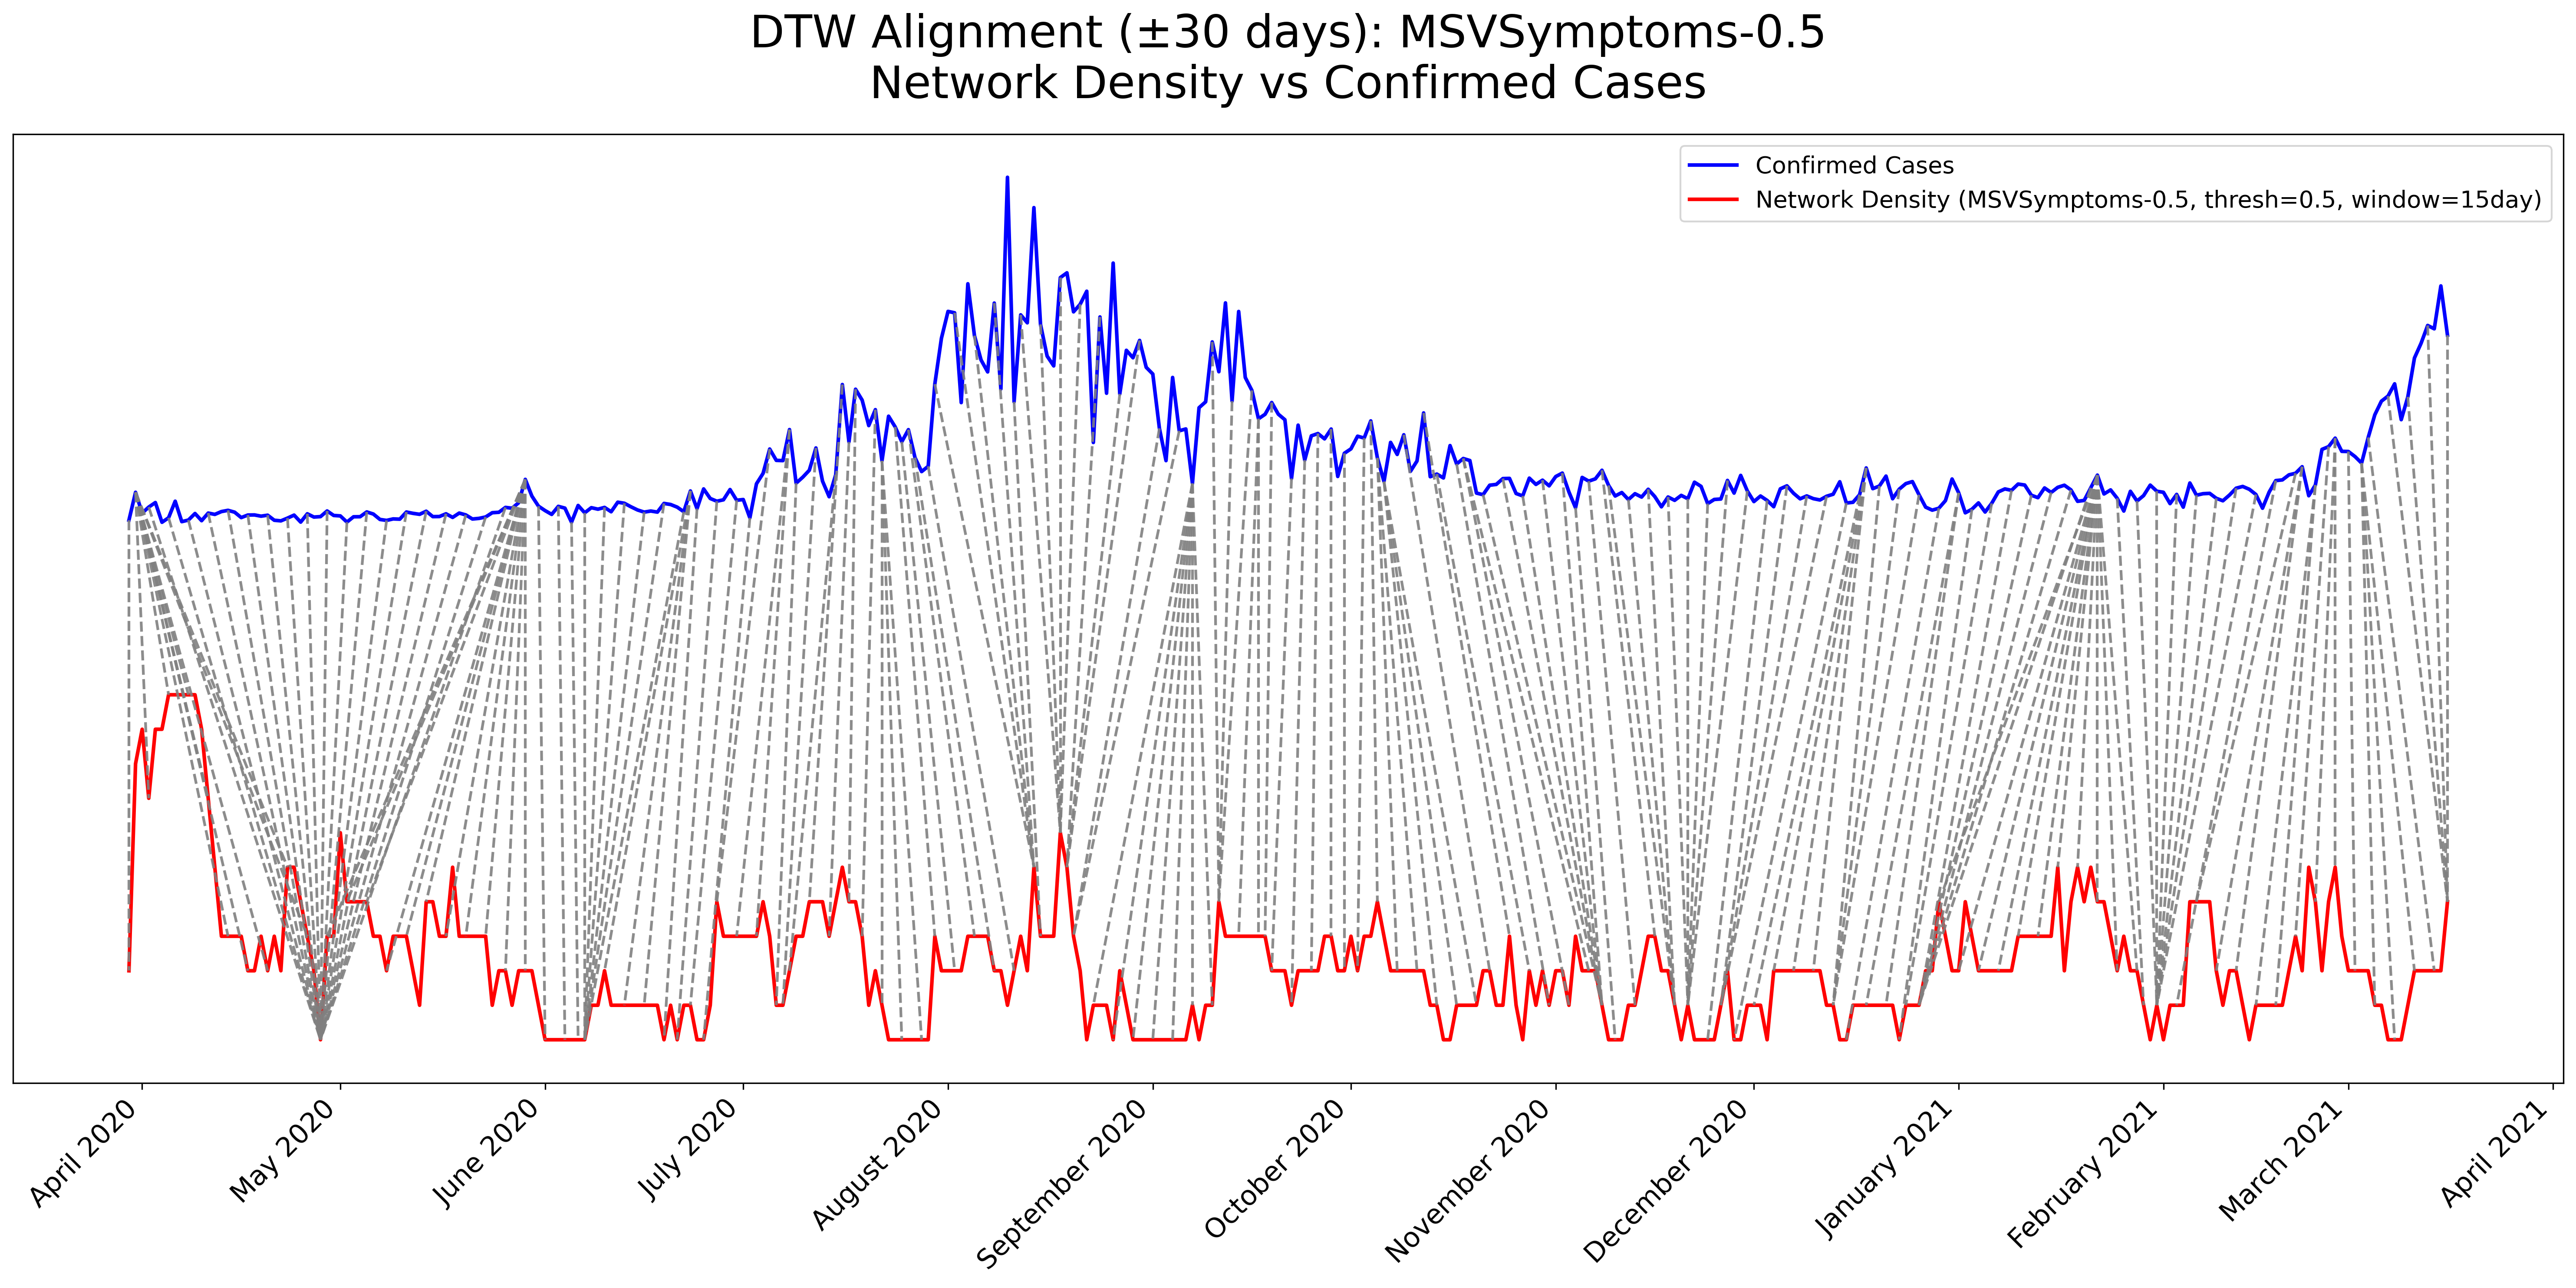 DTW Alignment (±30 days): MSVSymptoms-0.5
Network Density vs Confirmed Cases
Confirmed Cases
Network Density (MSVSymptoms-0.5, thresh=0.5, window=15day)
April 2020
May 2020
June 2020
July 2020
August 2020
September 2020
October 2020
November 2020
December 2020
January 2021
February 2021
March 2021
April 2021